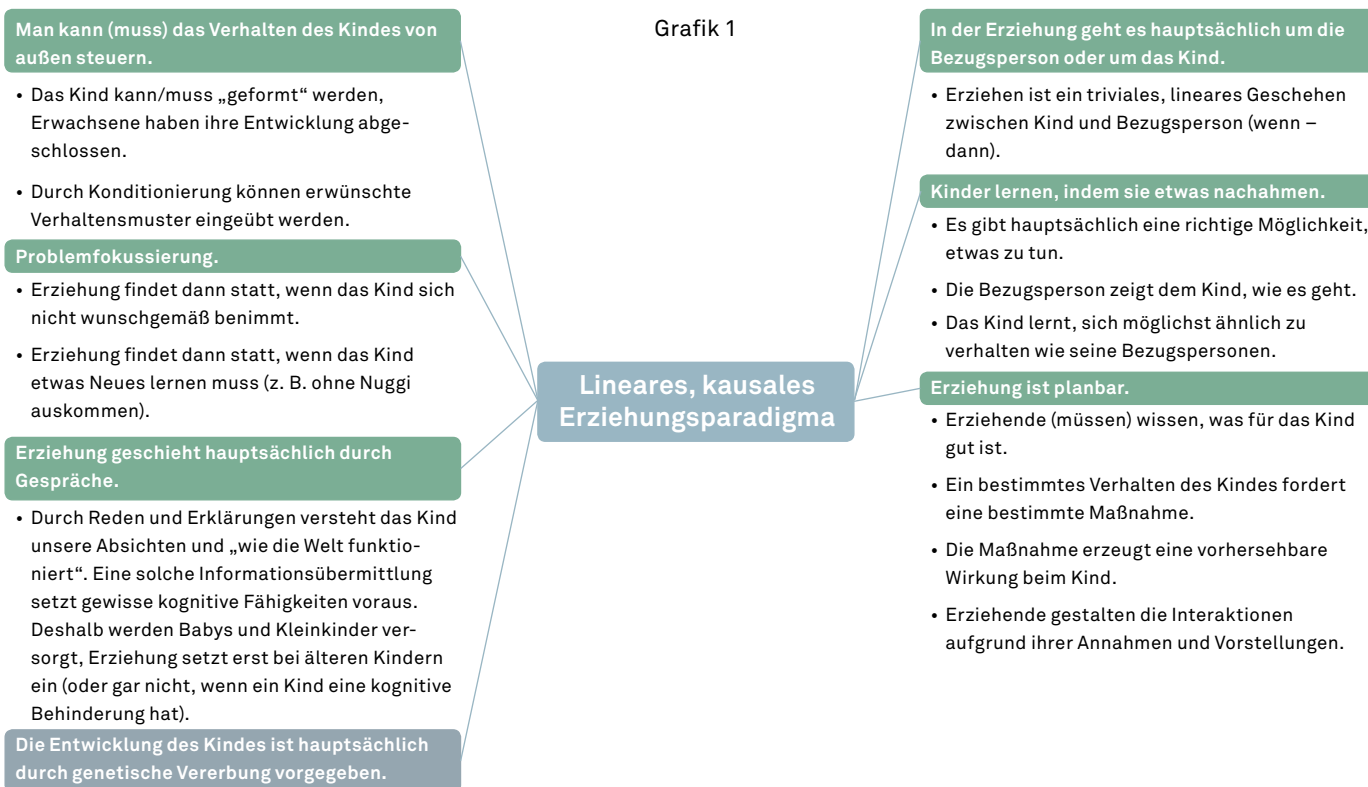 Grafik 1
Man kann (muss) das Verhalten des Kindes von
außen steuern.
• Das Kind kann/muss „geformt“ werden,
Erwachsene haben ihre Entwicklung abge-
schlossen.
• Durch Konditionierung können erwünschte
Verhaltensmuster eingeübt werden.
Problemfokussierung.
• Erziehung findet dann statt, wenn das Kind sich
nicht wunschgemäß benimmt.
• Erziehung findet dann statt, wenn das Kind
etwas Neues lernen muss (z. B. ohne Nuggi
auskommen).
Erziehung geschieht hauptsächlich durch
Gespräche.
• Durch Reden und Erklärungen versteht das Kind
unsere Absichten und „wie die Welt funktio-
niert“. Eine solche Informationsübermittlung
setzt gewisse kognitive Fähigkeiten voraus.
Deshalb werden Babys und Kleinkinder ver-
sorgt, Erziehung setzt erst bei älteren Kindern
ein (oder gar nicht, wenn ein Kind eine kognitive
Behinderung hat).
Die Entwicklung des Kindes ist hauptsächlich
durch genetische Vererbung vorgegeben.
Lineares, kausales
Erziehungsparadigma
In der Erziehung geht es hauptsächlich um die
Bezugsperson oder um das Kind.
• Erziehen ist ein triviales, lineares Geschehen
zwischen Kind und Bezugsperson (wenn –
dann).
Kinder lernen, indem sie etwas nachahmen.
• Es gibt hauptsächlich eine richtige Möglichkeit,
etwas zu tun.
• Die Bezugsperson zeigt dem Kind, wie es geht.
• Das Kind lernt, sich möglichst ähnlich zu
verhalten wie seine Bezugspersonen.
Erziehung ist planbar.
• Erziehende (müssen) wissen, was für das Kind
gut ist.
• Ein bestimmtes Verhalten des Kindes fordert
eine bestimmte Maßnahme.
• Die Maßnahme erzeugt eine vorhersehbare
Wirkung beim Kind.
• Erziehende gestalten die Interaktionen
aufgrund ihrer Annahmen und Vorstellungen.